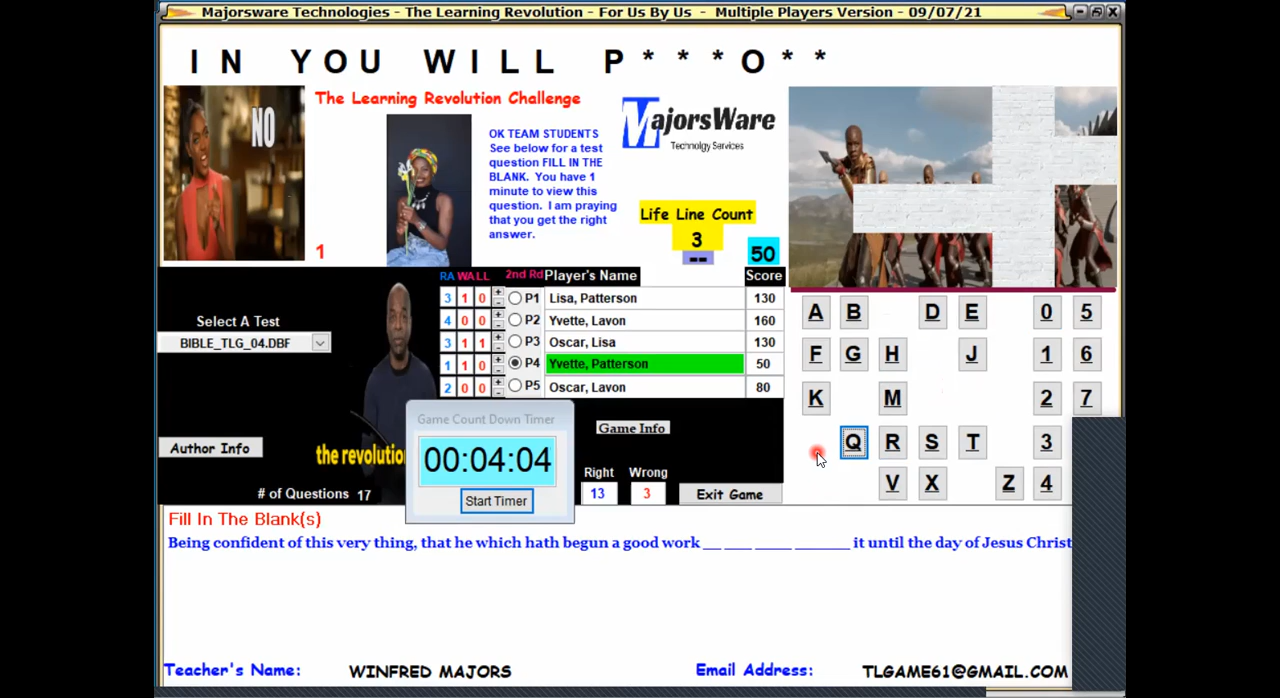 Majorsware Technologies - The Learning Revolution - For Us By Us - Multiple Players Version - 09/07/21
IN YOU WILL P***O**
NO
The Learning Revolution Challenge
1
OK TEAM STUDENTS
See below for a test
question FILL IN THE
BLANK. You have 1
minute to view this
question. I am praying
that you get the right
answer.
MajorsWare
Technolgy Services
Life Line Count
3
--
50
RA WALL 2nd Rd Player's Name Score
3 1 0 + - P1 Lisa, Patterson 130
4 0 0 + - P2 Yvette, Lavon 160
3 1 1 + - P3 Oscar, Lisa 130
1 1 0 + - P4 Yvette, Patterson 50
2 0 0 + - P5 Oscar, Lavon 80
Select A Test
BIBLE_TLG_04.DBF
Author Info
the revolutio
# of Questions 17
Game Count Down Timer
00:04:04
Start Timer
Game Info
Right Wrong
13 3
Exit Game
A B D E 0 5
F G H J 1 6
K M 2 7
Q R S T 3
V X Z 4
Fill In The Blank(s)
Being confident of this very thing, that he which hath begun a good work __ ___ ____ ______ it until the day of Jesus Christ
Teacher's Name: WINFRED MAJORS Email Address: TLGAME61@GMAIL.COM